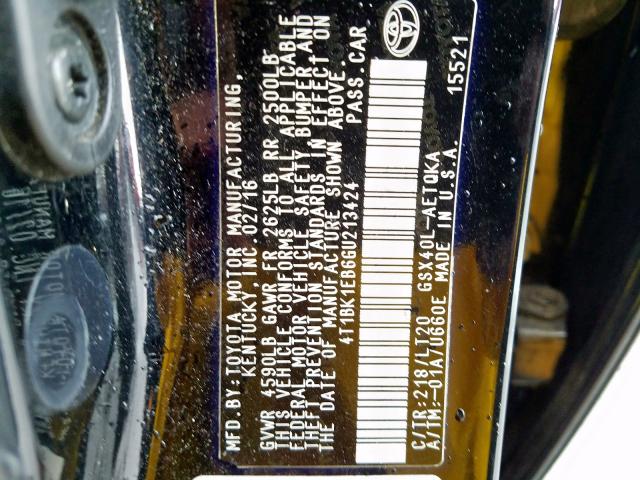 MFD.BY:TOYOTA MOTOR MANUFACTURING,
KENTUCKY,INC. 02/16
GVWR 4590LB GAWR FR 2625LB RR 2500LB
THIS VEHICLE CONFORMS TO ALL APPLICABLE
FEDERAL MOTOR VEHICLE SAFETY, BUMPER AND
THEFT PREVENTION STANDARDS IN EFFECT ON
THE DATE OF MANUFACTURE SHOWN ABOVE.
4T1BK1EB6GU213424
PASS.CAR
C/TR:218/LT20 GSX40L-AETQKA
A/TM:-01A/U660E MADE IN U.S.A.
15521